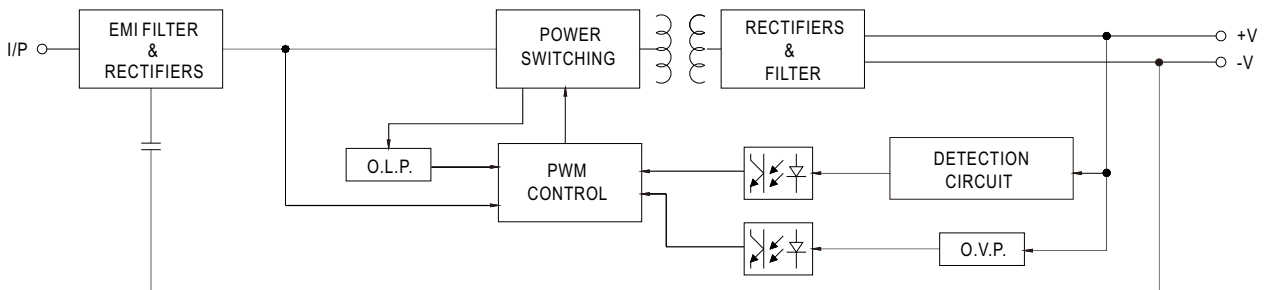 I/P
EMI FILTER
&
RECTIFIERS
POWER
SWITCHING
RECTIFIERS
&
FILTER
+V
-V
O.L.P.
PWM
CONTROL
DETECTION
CIRCUIT
O.V.P.